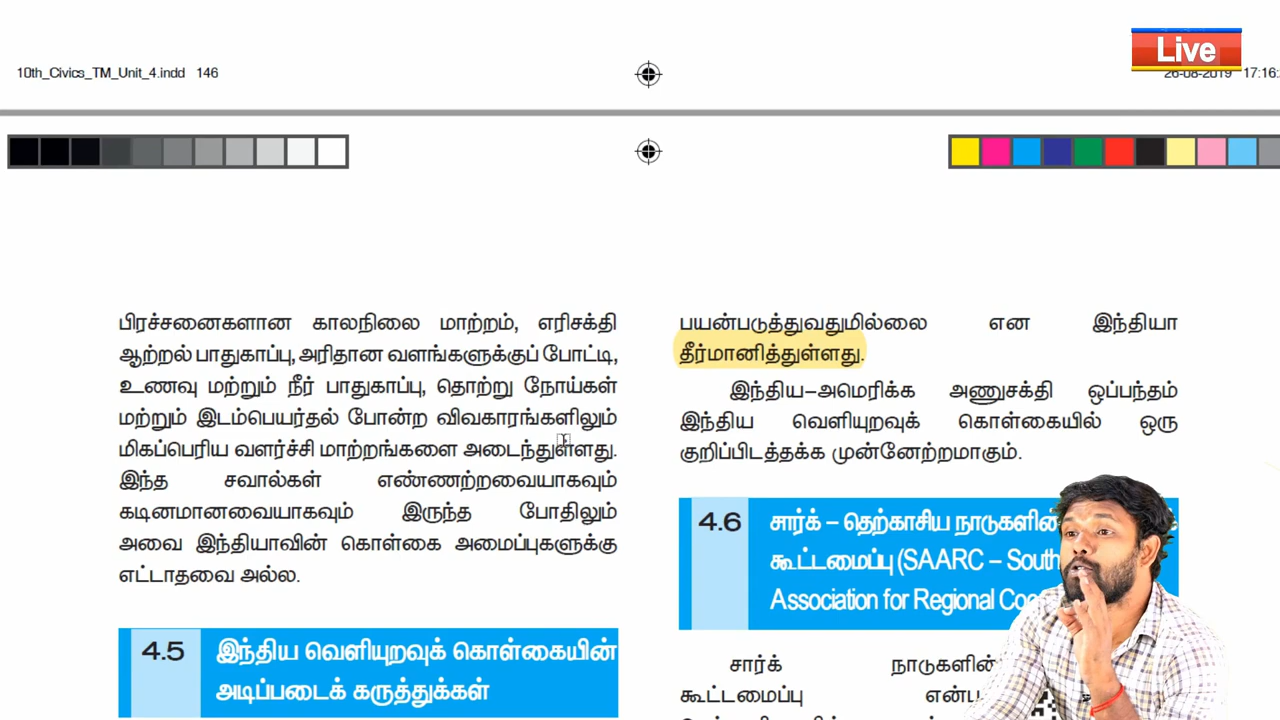 10th_Civics_TM_Unit_4.indd 146
Live
26-08-2019 17:16:
பிரச்சனைகளான காலநிலை மாற்றம், எரிசக்தி
ஆற்றல் பாதுகாப்பு, அரிதான வளங்களுக்குப் போட்டி,
உணவு மற்றும் நீர் பாதுகாப்பு, தொற்று நோய்கள்
மற்றும் இடம்பெயர்தல் போன்ற விவகாரங்களிலும்
மிகப்பெரிய வளர்ச்சி மாற்றங்களை அடைந்துள்ளது.
இந்த சவால்கள் எண்ணற்றவையாகவும்
கடினமானவையாகவும் இருந்த போதிலும்
அவை இந்தியாவின் கொள்கை அமைப்புகளுக்கு
எட்டாதவை அல்ல.
4.5 இந்திய வெளியுறவுக் கொள்கையின்
அடிப்படைக் கருத்துக்கள்
பயன்படுத்துவதுமில்லை என இந்தியா
தீர்மானித்துள்ளது.
இந்திய-அமெரிக்க அணுசக்தி ஒப்பந்தம்
இந்திய வெளியுறவுக் கொள்கையில் ஒரு
குறிப்பிடத்தக்க முன்னேற்றமாகும்.
4.6 சார்க் – தெற்காசிய நாடுகளின்
கூட்டமைப்பு (SAARC – South
Association for Regional
சார்க் நாடுகளின்
கூட்டமைப்பு